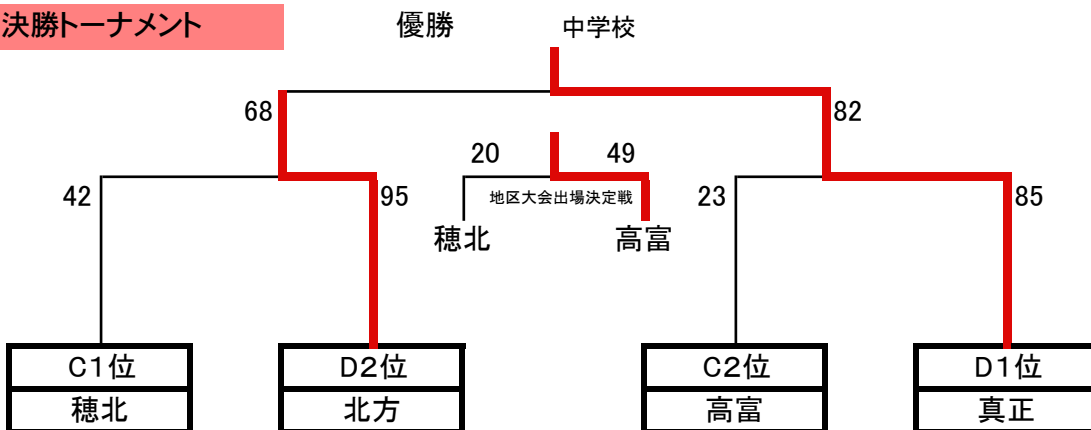 決勝トーナメント 優勝 中学校
68 82
20 49
42 95 地区大会出場決定戦 23 85
穂北 高富
C1位 D2位 C2位 D1位
穂北 北方 高富 真正